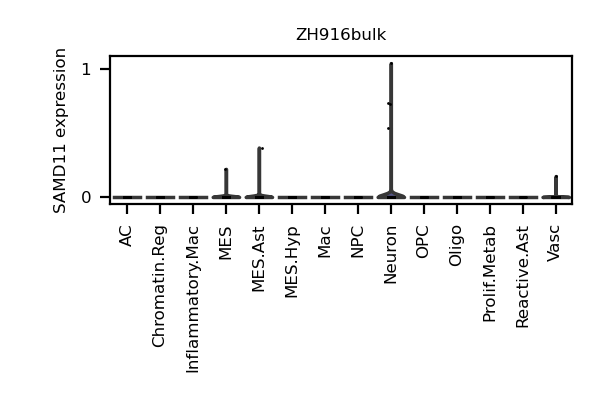 ZH916bulk
SAMD11 expression
1
0
AC
Chromatin.Reg
Inflammatory.Mac
MES
MES.Ast
MES.Hyp
Mac
NPC
Neuron
OPC
Oligo
Prolif.Metab
Reactive.Ast
Vasc